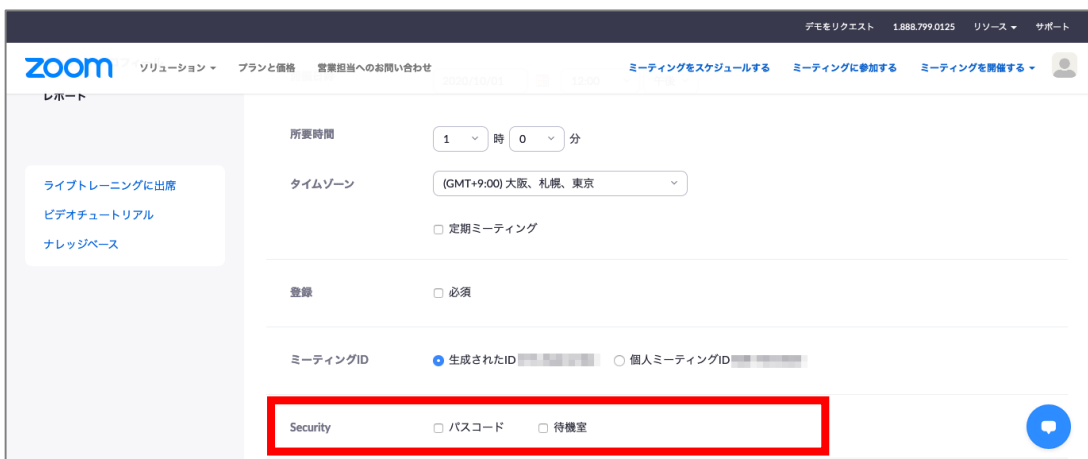 デモをリクエスト 1.888.799.0125 リソース サポート
zoom ソリューション プランと価格 営業担当へのお問い合わせ ミーティングをスケジュールする ミーティングに参加する ミーティングを開催する
レポート
所要時間 1 時 0 分
タイムゾーン (GMT+9:00) 大阪、札幌、東京
定期ミーティング
ライブトレーニングに出席
ビデオチュートリアル
ナレッジベース
登録 必須
ミーティングID 生成されたID 個人ミーティングID
Security パスコード 待機室